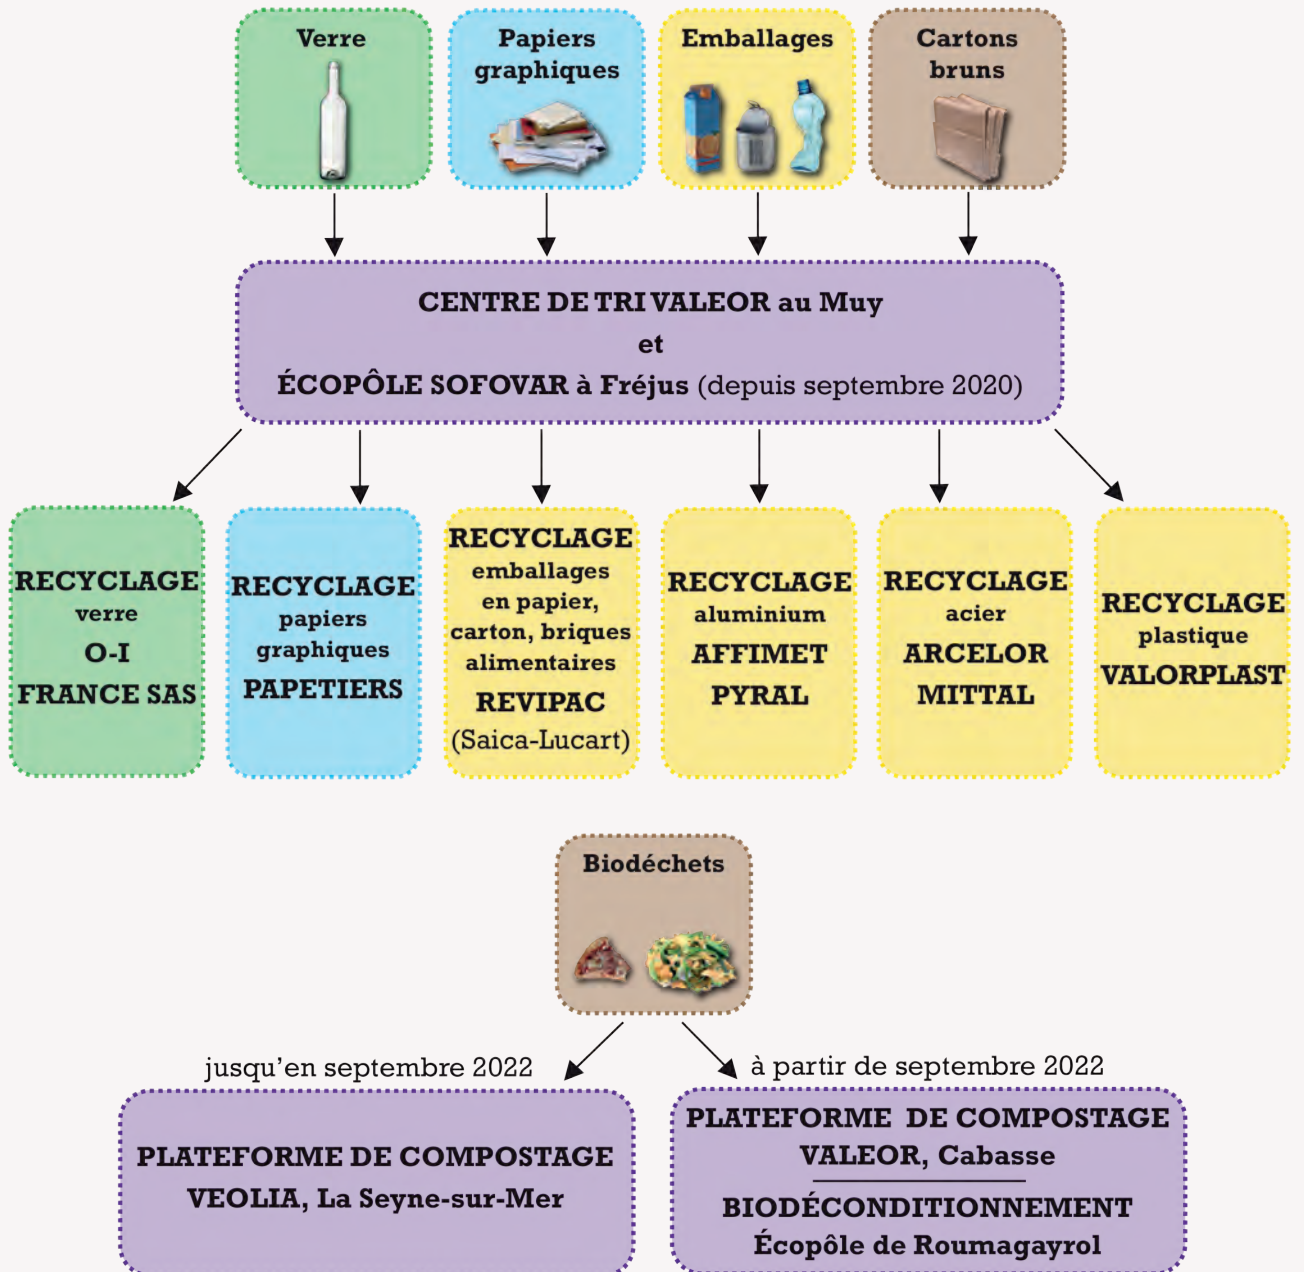 Verre
Papiers
graphiques
Emballages
Cartons
bruns
CENTRE DE TRI VALEOR au Muy
et
ÉCOPÔLE SOFOVAR à Fréjus (depuis septembre 2020)
RECYCLAGE
verre
O-I
FRANCE SAS
RECYCLAGE
papiers
graphiques
PAPETIERS
RECYCLAGE
emballages
en papier,
carton, briques
alimentaires
REVIPAC
(Saica-Lucart)
RECYCLAGE
aluminium
AFFIMET
PYRAL
RECYCLAGE
acier
ARCELOR
MITTAL
RECYCLAGE
plastique
VALORPLAST
Biodéchets
jusqu'en septembre 2022
PLATEFORME DE COMPOSTAGE
VEOLIA, La Seyne-sur-Mer
à partir de septembre 2022
PLATEFORME DE COMPOSTAGE
VALEOR, Cabasse
BIODÉCONDITIONNEMENT
Écopôle de Roumagayrol